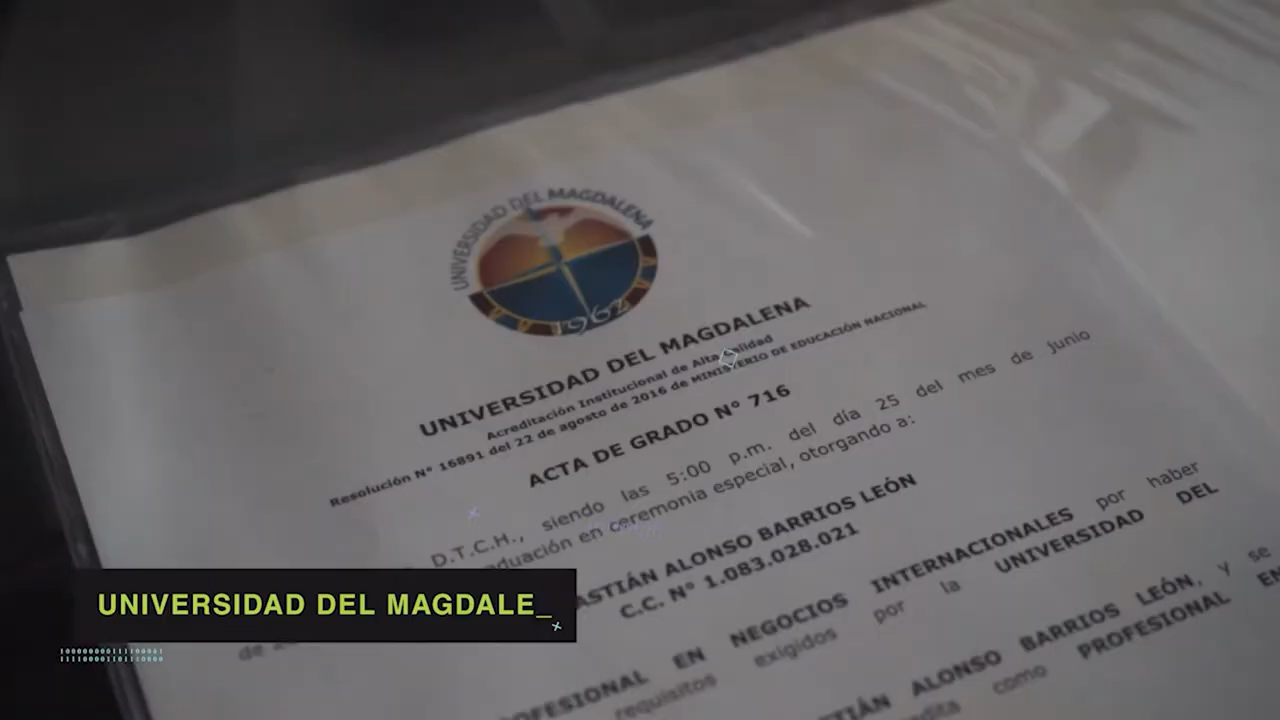 UNIVERSIDAD DEL MAGDALENA
1962
UNIVERSIDAD DEL MAGDALENA
Acreditación Institucional de Alta Calidad
Resolución N° 16891 del 22 de agosto de 2016 de MINISTERIO DE EDUCACIÓN NACIONAL
ACTA DE GRADO N° 716
D.T.C.H., siendo las 5:00 p.m. del día 25 del mes de junio
en ceremonia especial, otorgando a:
ALONSO BARRIOS LEÓN
C.C. N° 1.083.028.021
EN NEGOCIOS INTERNACIONALES por haber
requisitos exigidos por la UNIVERSIDAD DEL
ALONSO BARRIOS LEÓN, y se
como PROFESIONAL EN
UNIVERSIDAD DEL MAGDALE_